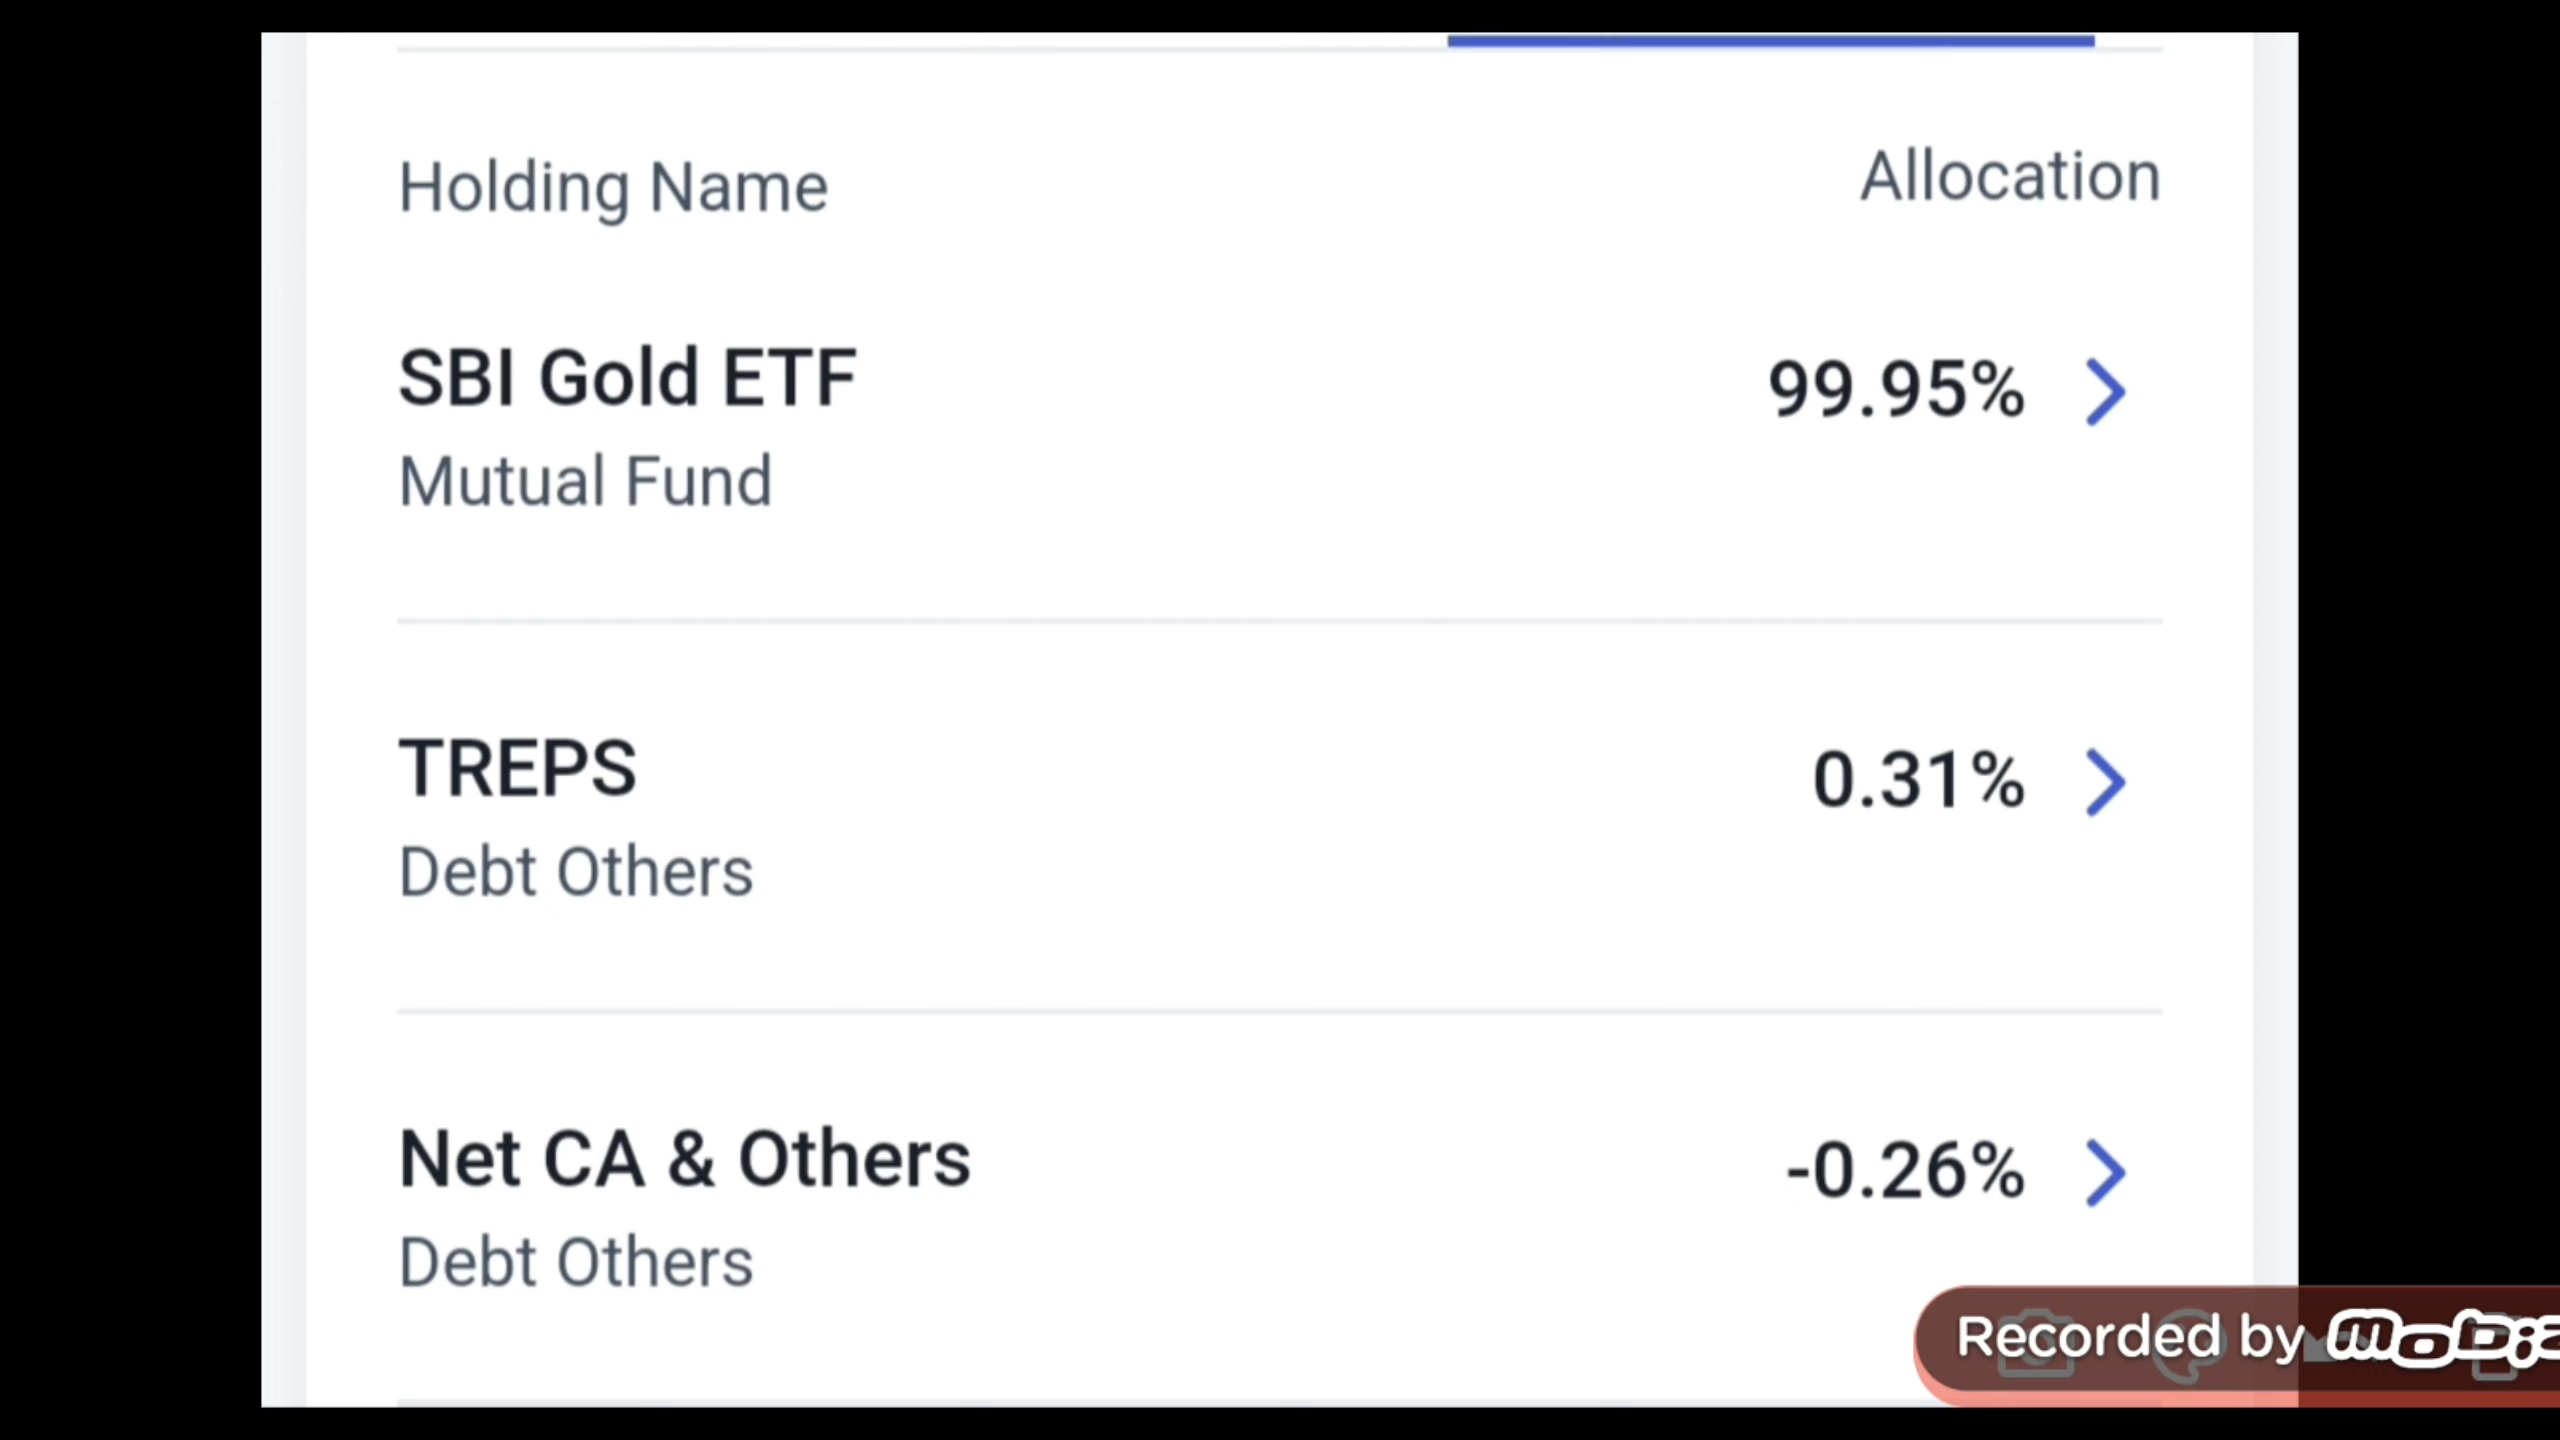 Holding Name Allocation
SBI Gold ETF 99.95%
Mutual Fund
TREPS 0.31%
Debt Others
Net CA & Others -0.26%
Debt Others
Recorded by